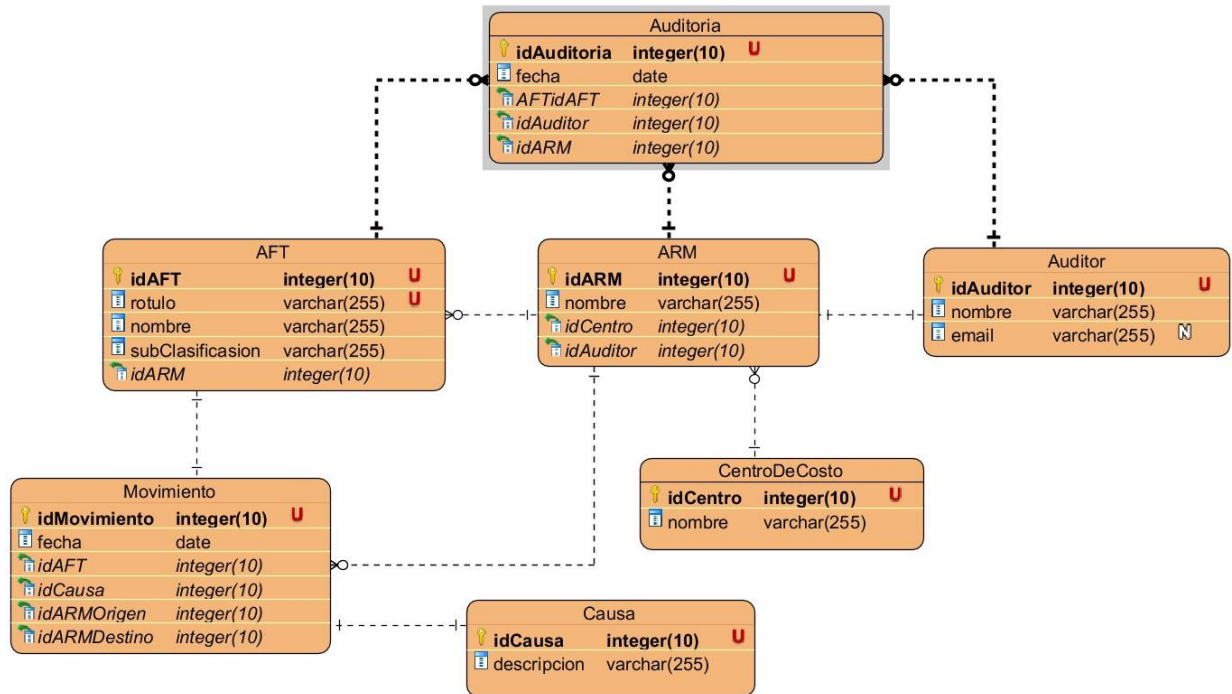 Auditoria
idAuditoria integer(10) U
fecha date
AFTidAFT integer(10)
idAuditor integer(10)
idARM integer(10)
AFT
idAFT integer(10) U
rotulo varchar(255) U
nombre varchar(255)
subClasificasion varchar(255)
idARM integer(10)
ARM
idARM integer(10) U
nombre varchar(255)
idCentro integer(10)
idAuditor integer(10)
Auditor
idAuditor integer(10) U
nombre varchar(255)
email varchar(255) N
Movimiento
idMovimiento integer(10) U
fecha date
idAFT integer(10)
idCausa integer(10)
idARMOrigen integer(10)
idARMDestino integer(10)
CentroDeCosto
idCentro integer(10) U
nombre varchar(255)
Causa
idCausa integer(10) U
descripcion varchar(255)